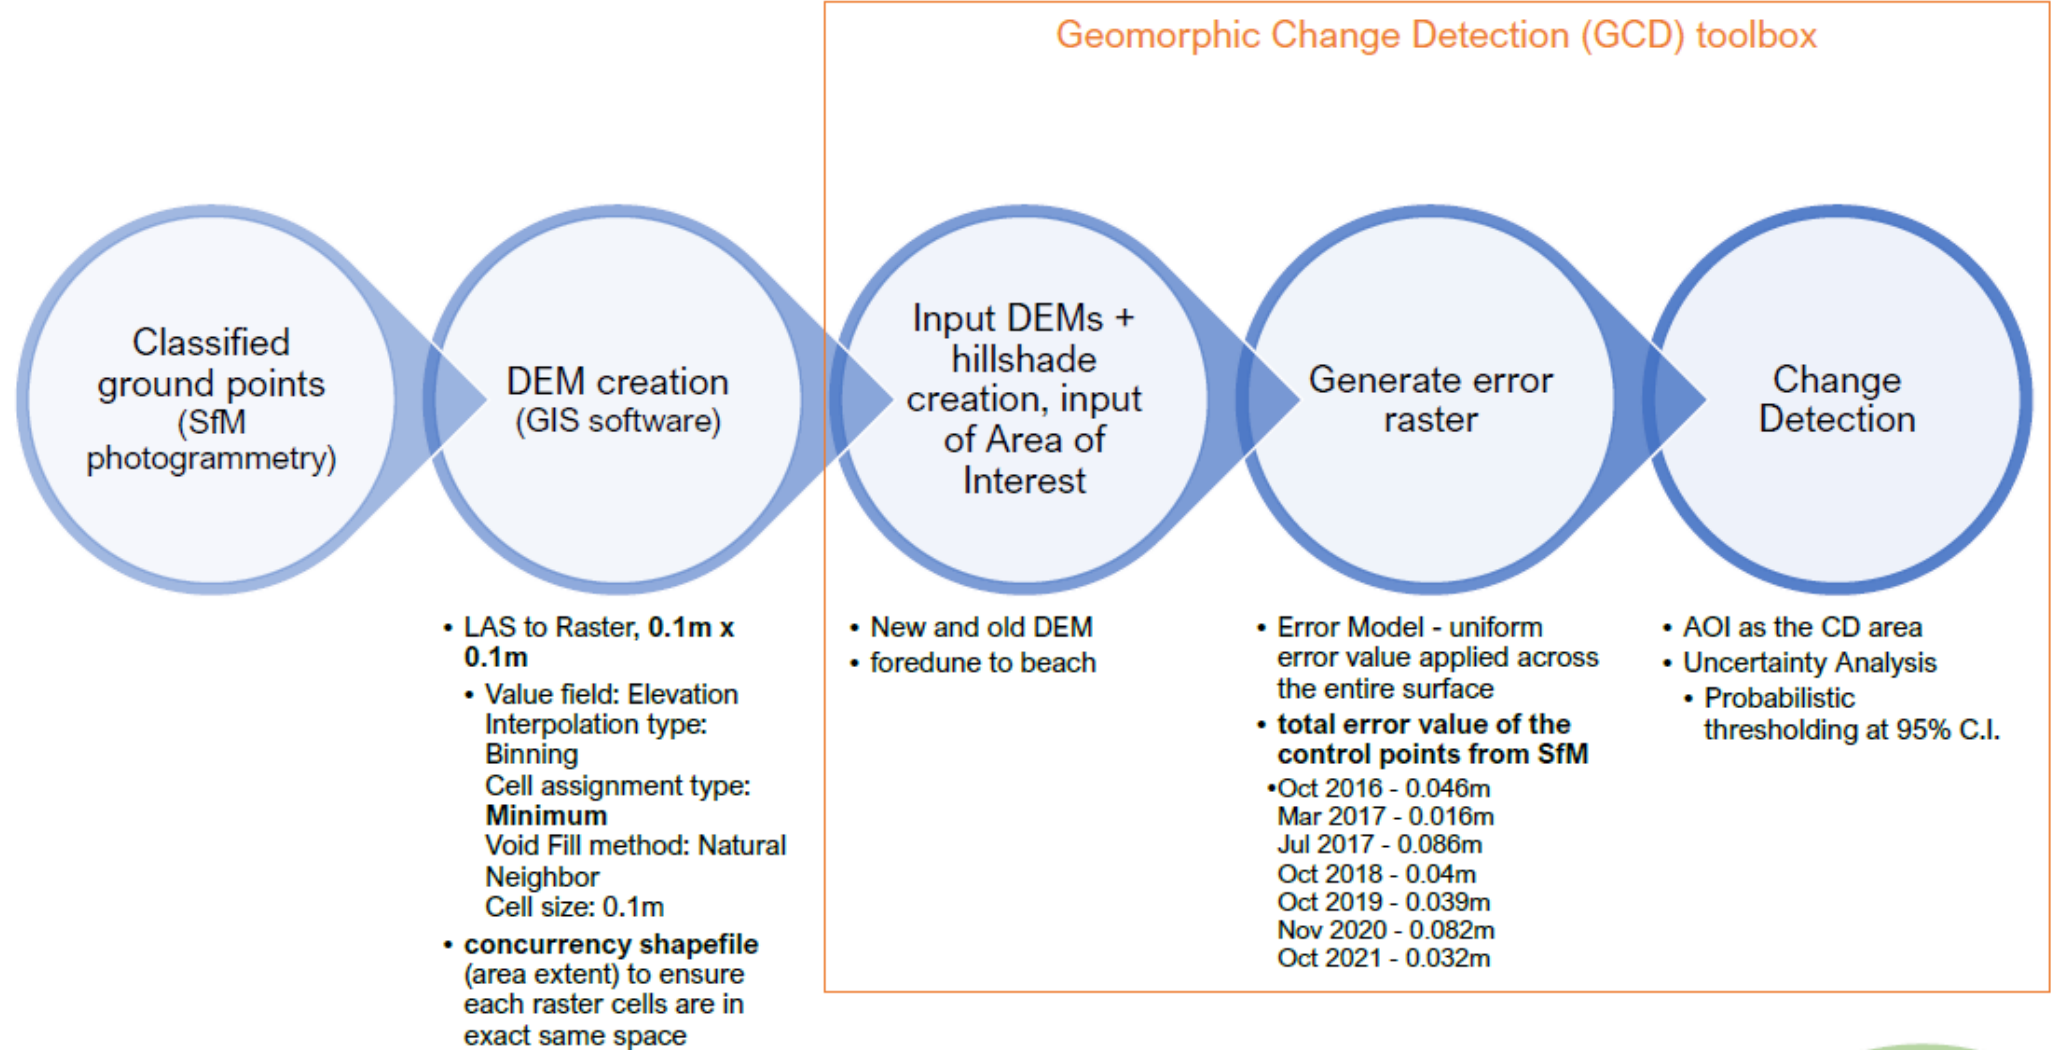 Geomorphic Change Detection (GCD) toolbox
Classified
ground points
(SfM
photogrammetry)
DEM creation
(GIS software)
Input DEMs +
hillshade
creation, input
of Area of
Interest
Generate error
raster
Change
Detection
• LAS to Raster, 0.1m x
0.1m
• Value field: Elevation
Interpolation type:
Binning
Cell assignment type:
Minimum
Void Fill method: Natural
Neighbor
Cell size: 0.1m
• concurrency shapefile
(area extent) to ensure
each raster cells are in
exact same space
• New and old DEM
• foredune to beach
• Error Model - uniform
error value applied across
the entire surface
• total error value of the
control points from SfM
•Oct 2016 - 0.046m
Mar 2017 - 0.016m
Jul 2017 - 0.086m
Oct 2018 - 0.04m
Oct 2019 - 0.039m
Nov 2020 - 0.082m
Oct 2021 - 0.032m
• AOI as the CD area
• Uncertainty Analysis
• Probabilistic
thresholding at 95% C.I.